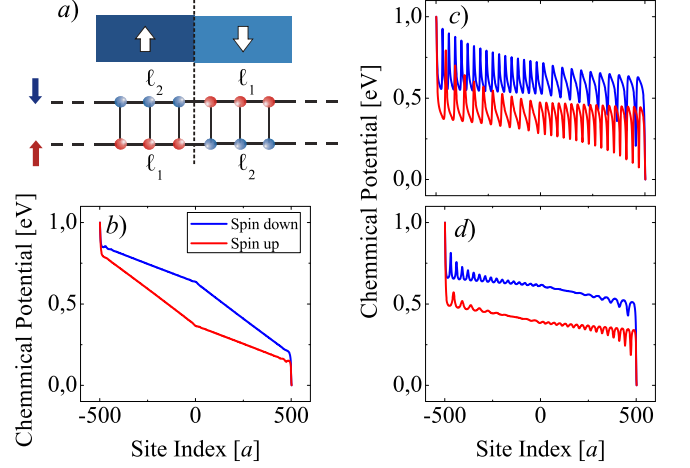 a)
ℓ2 ℓ1
ℓ1 ℓ2
b)
Spin down
Spin up
1,0
0,5
0,0
-500 0 500
Site Index [a]
Chemmical Potential [eV]
c)
1,0
0,5
0,0
d)
1,0
0,5
0,0
-500 0 500
Site Index [a]
Chemmical Potential [eV]